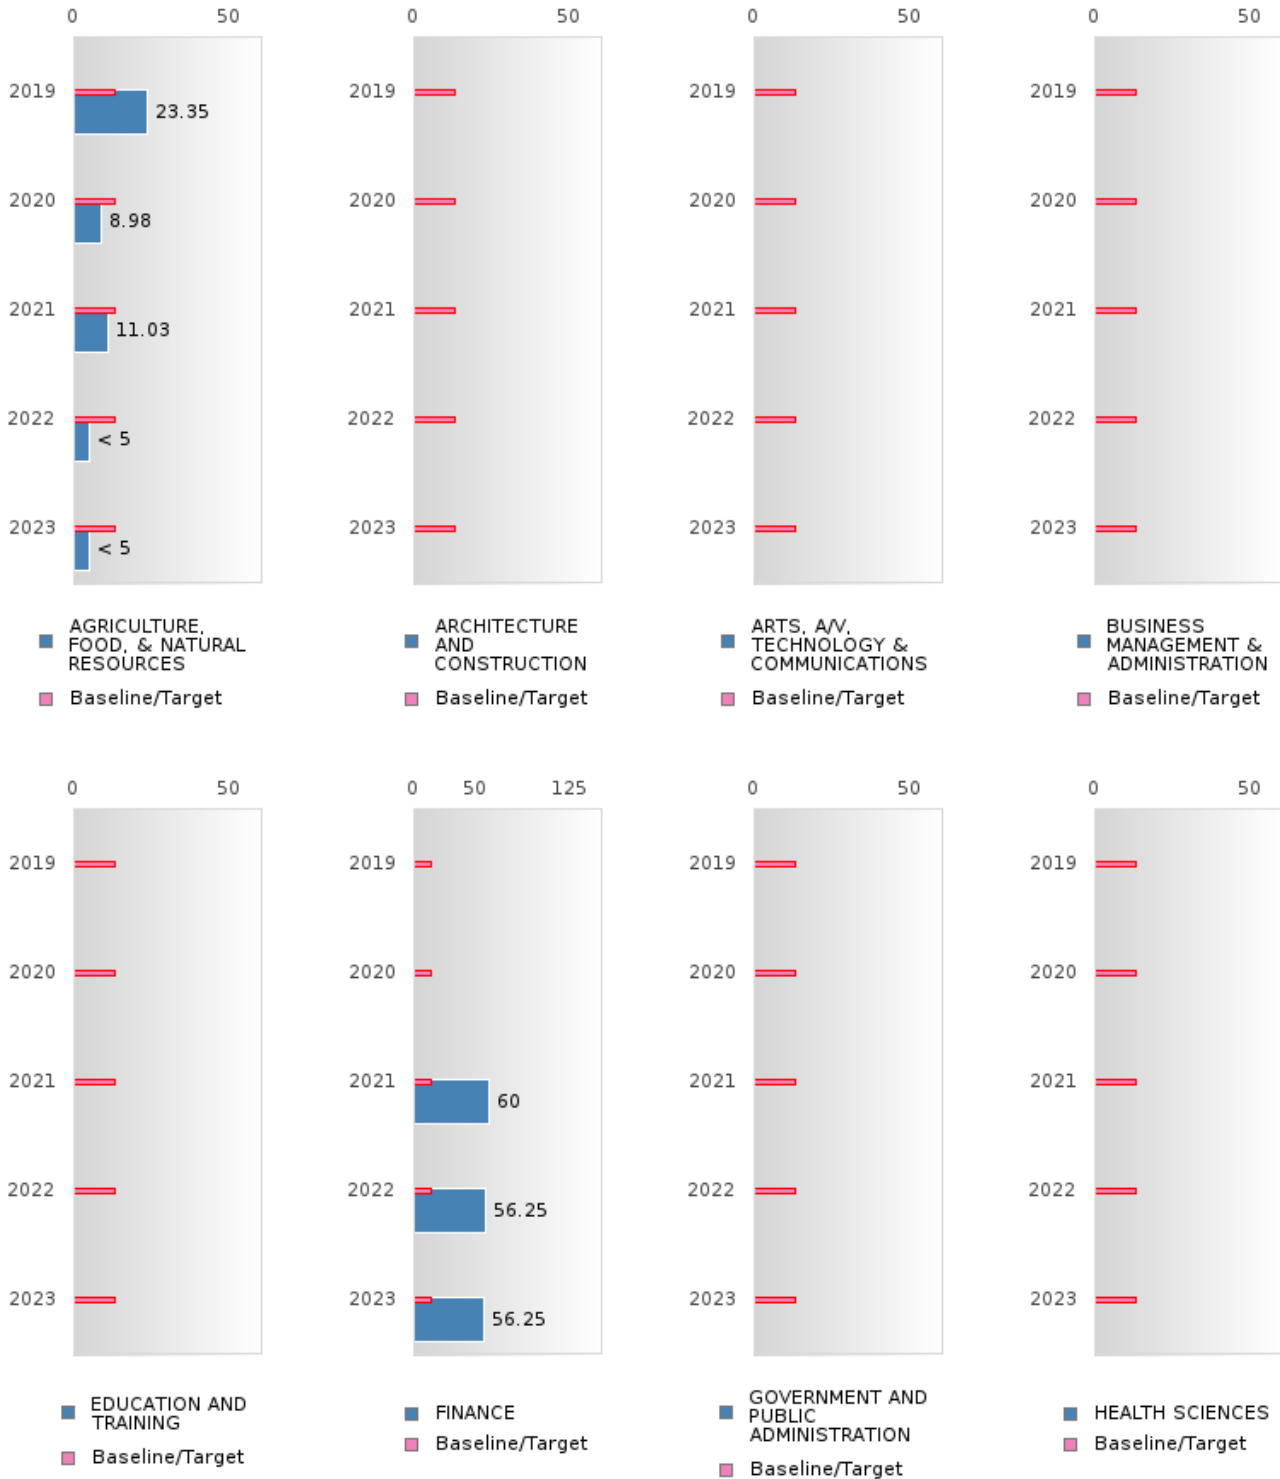 0 50
2019
23.35
2020
8.98
2021
11.03
2022
< 5
2023
< 5
AGRICULTURE,
FOOD, & NATURAL
RESOURCES
Baseline/Target
0 50
2019
2020
2021
2022
2023
ARCHITECTURE
AND
CONSTRUCTION
Baseline/Target
0 50
2019
2020
2021
2022
2023
ARTS, A/V,
TECHNOLOGY &
COMMUNICATIONS
Baseline/Target
0 50
2019
2020
2021
2022
2023
BUSINESS
MANAGEMENT &
ADMINISTRATION
Baseline/Target
0 50
2019
2020
2021
2022
2023
EDUCATION AND
TRAINING
Baseline/Target
0 50 125
2019
2020
2021
60
2022
56.25
2023
56.25
FINANCE
Baseline/Target
0 50
2019
2020
2021
2022
2023
GOVERNMENT AND
PUBLIC
ADMINISTRATION
Baseline/Target
0 50
2019
2020
2021
2022
2023
HEALTH SCIENCES
Baseline/Target